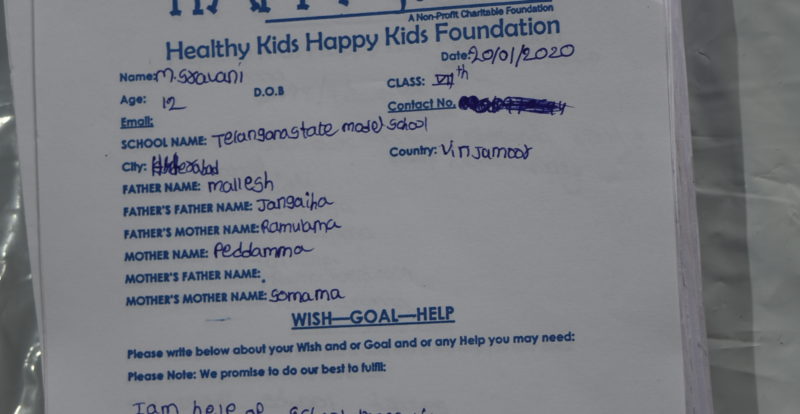 A Non-Profit Charitable Foundation
Healthy Kids Happy Kids Foundation
Date: 20/01/2020
Name: M. Sravani
CLASS: VII th
Age: 12
D.O.B
Contact No.
Email:
SCHOOL NAME: Telangana state model school
City: Hyderabad
Country: Vinjamoor
FATHER NAME: mallesh
FATHER'S FATHER NAME: Jangaiha
FATHER'S MOTHER NAME: Ramulama
MOTHER NAME: Peddamma
MOTHER'S FATHER NAME:
MOTHER'S MOTHER NAME: Somama
WISH—GOAL—HELP
Please write below about your Wish and or Goal and or any Help you may need:
Please Note: We promise to do our best to fulfil: